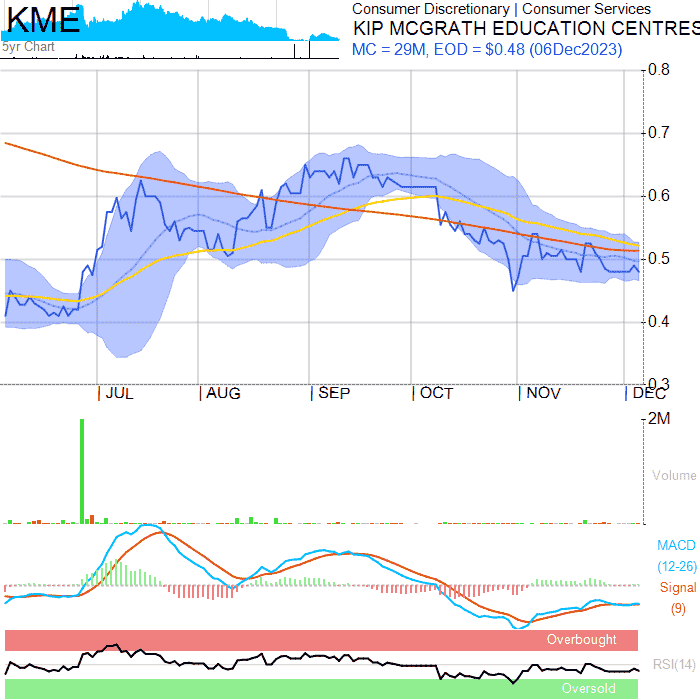 KME
5yr Chart
Consumer Discretionary | Consumer Services
KIP MCGRATH EDUCATION CENTRES
MC = 29M, EOD = $0.48 (06Dec2023)
0.8
0.7
0.6
0.5
0.4
0.3
JUL AUG SEP OCT NOV DEC
2M
Volume
MACD
(12-26)
Signal
(9)
Overbought
RSI(14)
Oversold